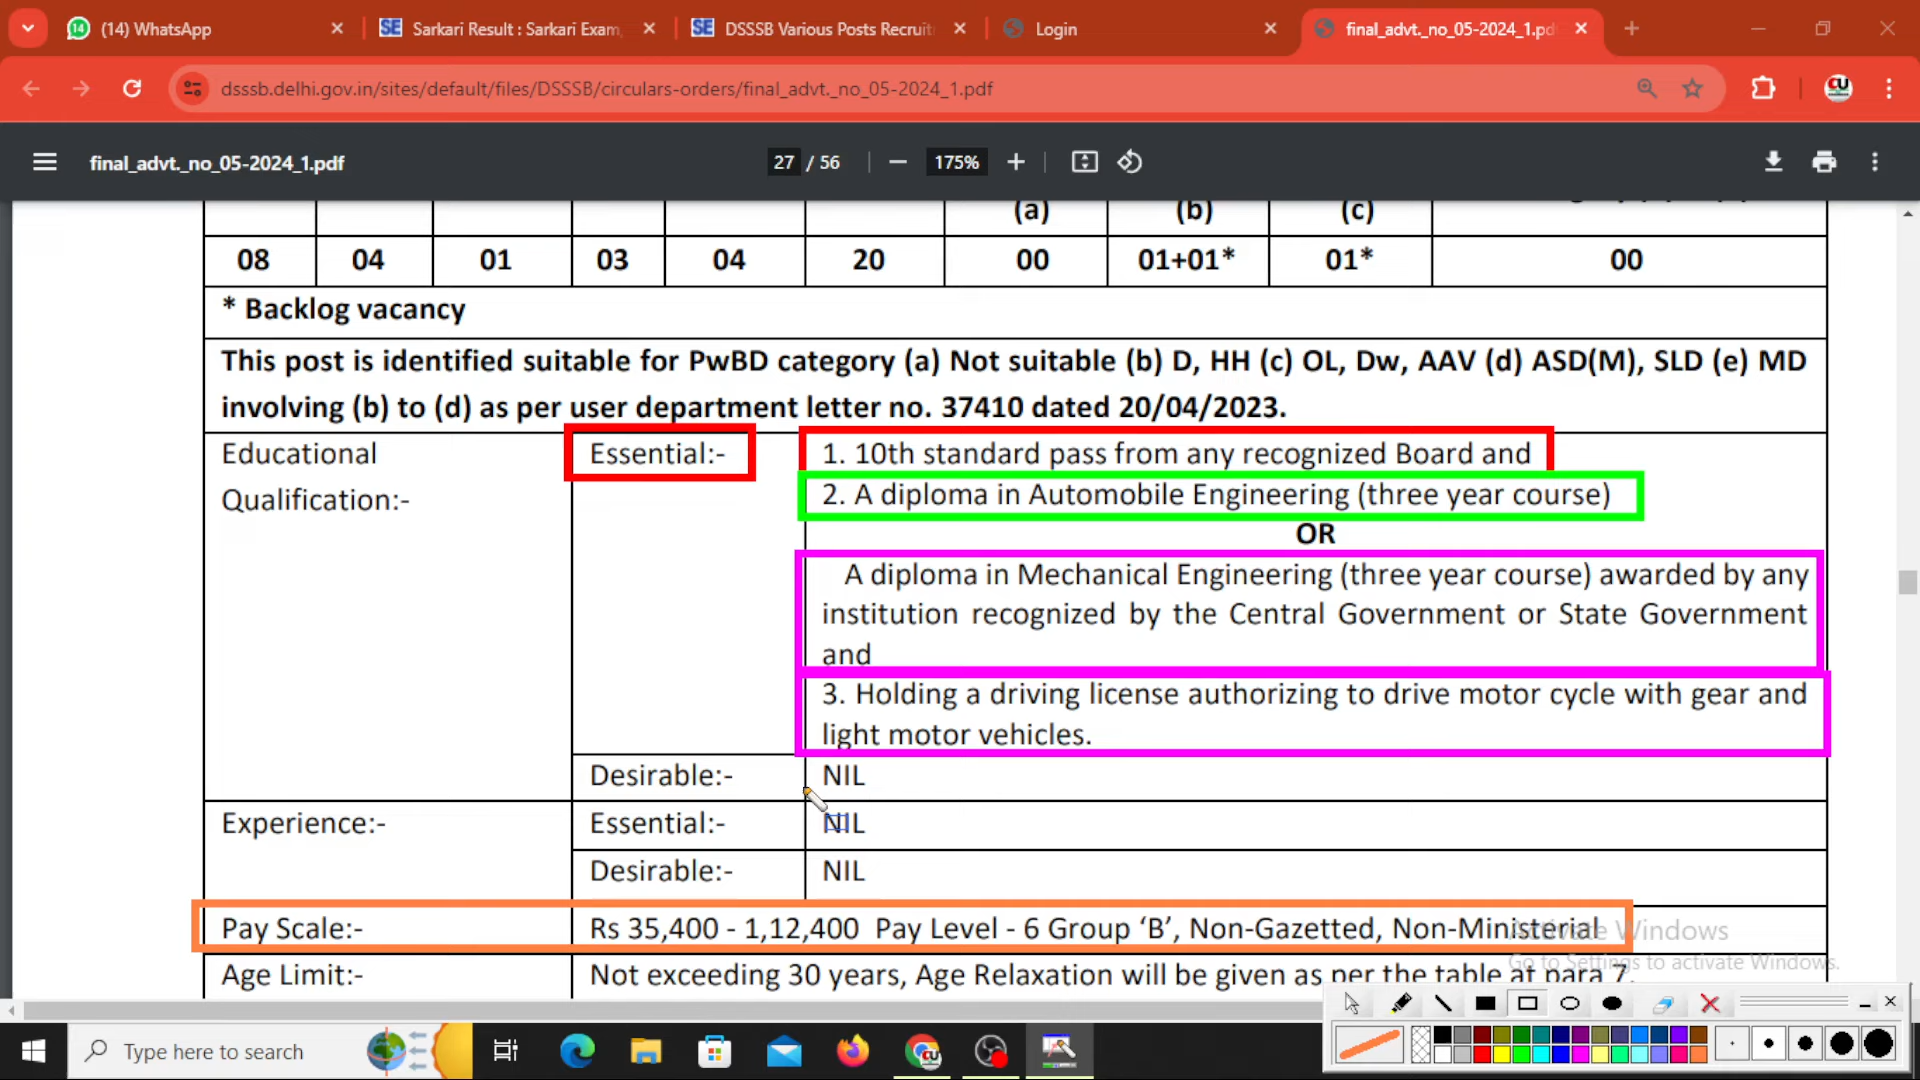 (14) WhatsApp
Sarkari Result : Sarkari Exam,
DSSSB Various Posts Recruit
Login
final_advt._no_05-2024_1.pdf
dsssb.delhi.gov.in/sites/default/files/DSSSB/circulars-orders/final_advt._no_05-2024_1.pdf
final_advt._no_05-2024_1.pdf
27 / 56
175%
(a) (b) (c)
08 04 01 03 04 20 00 01+01* 01* 00
* Backlog vacancy
This post is identified suitable for PwBD category (a) Not suitable (b) D, HH (c) OL, Dw, AAV (d) ASD(M), SLD (e) MD
involving (b) to (d) as per user department letter no. 37410 dated 20/04/2023.
Educational
Qualification:-
Essential:-
1. 10th standard pass from any recognized Board and
2. A diploma in Automobile Engineering (three year course)
OR
A diploma in Mechanical Engineering (three year course) awarded by any
institution recognized by the Central Government or State Government
and
3. Holding a driving license authorizing to drive motor cycle with gear and
light motor vehicles.
Desirable:- NIL
Experience:- Essential:- NIL
Desirable:- NIL
Pay Scale:- Rs 35,400 - 1,12,400 Pay Level - 6 Group ‘B’, Non-Gazetted, Non-Ministerial
Activate Windows
Go to Settings to activate Windows.
Age Limit:- Not exceeding 30 years, Age Relaxation will be given as per the table at para 7.
Type here to search